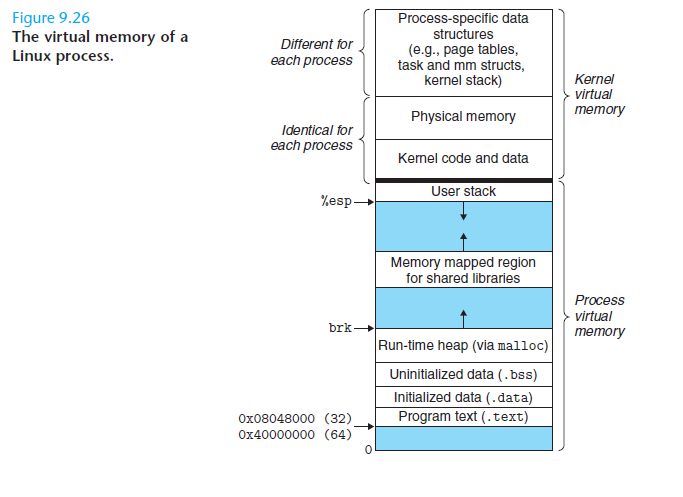 Figure 9.26
The virtual memory of a
Linux process.
Different for
each process
Process-specific data
structures
(e.g., page tables,
task and mm structs,
kernel stack)
Kernel
virtual
memory
Identical for
each process
Physical memory
Kernel code and data
User stack
%esp
Memory mapped region
for shared libraries
Process
virtual
memory
brk
Run-time heap (via malloc)
Uninitialized data (.bss)
Initialized data (.data)
Program text (.text)
0x08048000 (32)
0x40000000 (64)
0